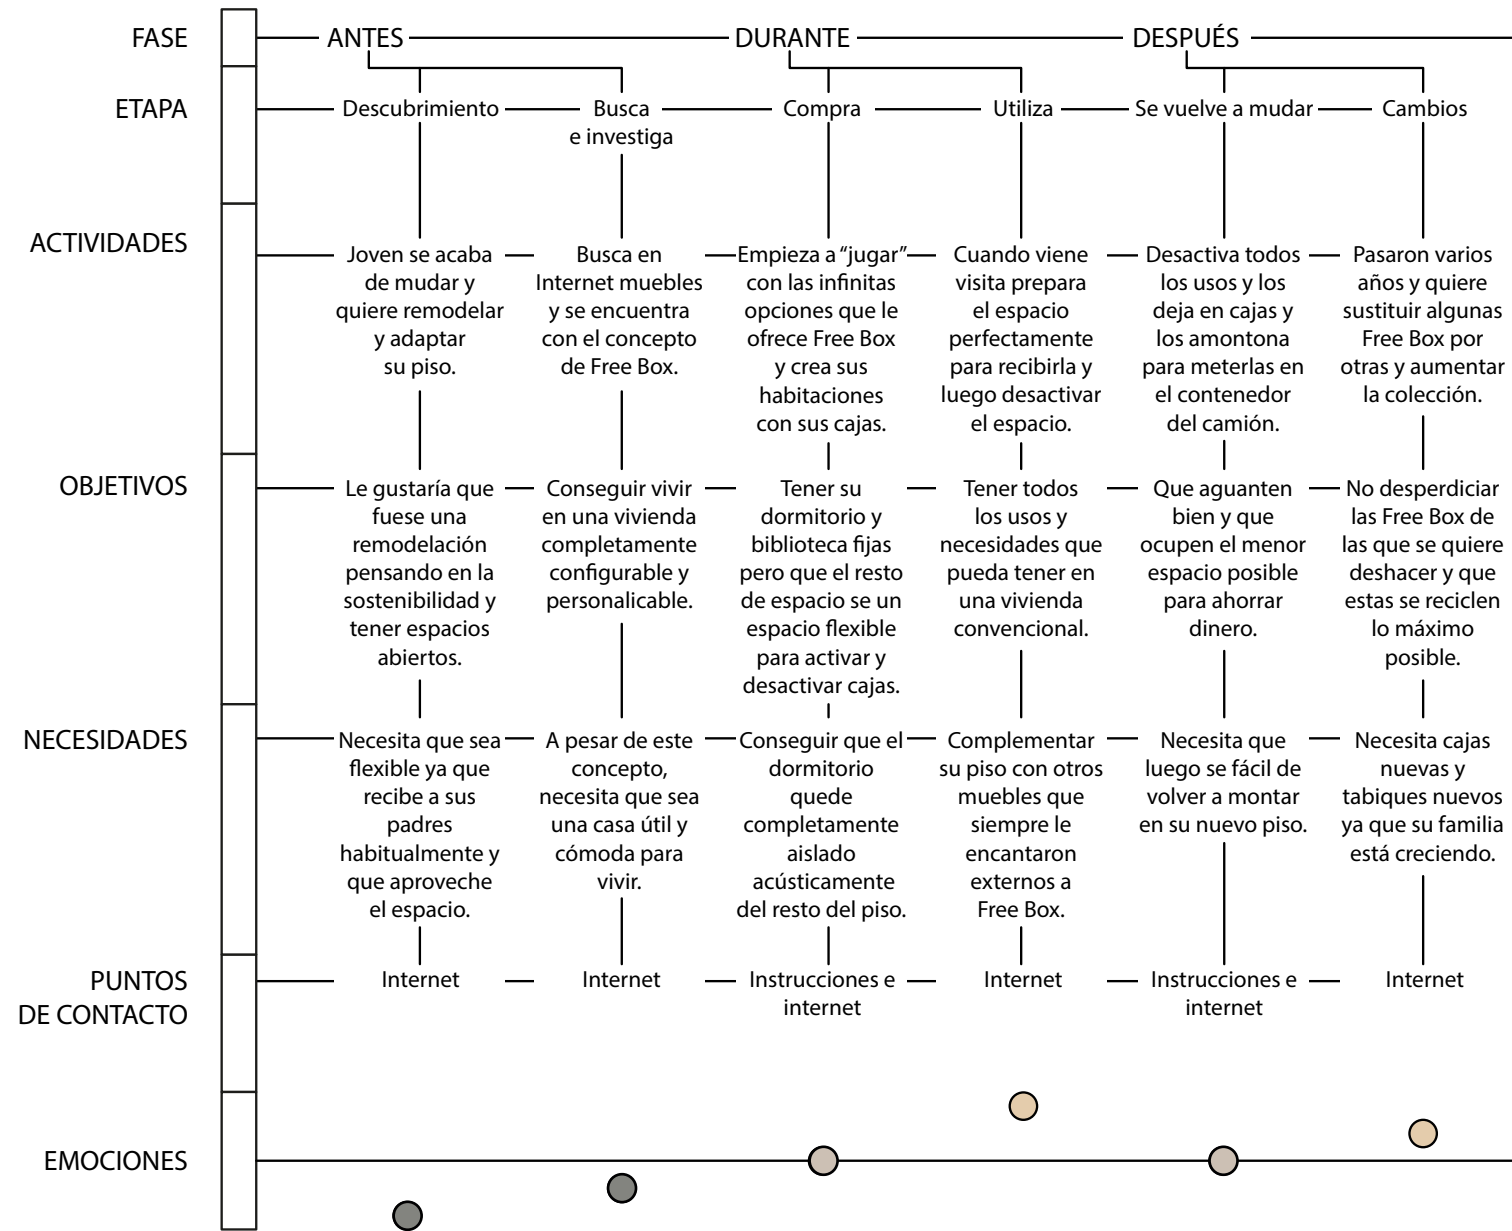 FASE
ANTES
DURANTE
DESPUÉS
ETAPA
Descubrimiento
Busca
e investiga
Compra
Utiliza
Se vuelve a mudar
Cambios
ACTIVIDADES
Joven se acaba
de mudar y
quiere remodelar
y adaptar
su piso.
Busca en
Internet muebles
y se encuentra
con el concepto
de Free Box.
Empieza a “jugar”
con las infinitas
opciones que le
ofrece Free Box
y crea sus
habitaciones
con sus cajas.
Cuando viene
visita prepara
el espacio
perfectamente
para recibirla y
luego desactivar
el espacio.
Desactiva todos
los usos y los
deja en cajas y
los amontona
para meterlas en
el contenedor
del camión.
Pasaron varios
años y quiere
sustituir algunas
Free Box por
otras y aumentar
la colección.
OBJETIVOS
Le gustaría que
fuese una
remodelación
pensando en la
sostenibilidad y
tener espacios
abiertos.
Conseguir vivir
en una vivienda
completamente
configurable y
personalicable.
Tener su
dormitorio y
biblioteca fijas
pero que el resto
de espacio se un
espacio flexible
para activar y
desactivar cajas.
Tener todos
los usos y
necesidades que
pueda tener en
una vivienda
convencional.
Que aguanten
bien y que
ocupen el menor
espacio posible
para ahorrar
dinero.
No desperdiciar
las Free Box de
las que se quiere
deshacer y que
estas se reciclen
lo máximo
posible.
NECESIDADES
Necesita que sea
flexible ya que
recibe a sus
padres
habitualmente y
que aproveche
el espacio.
A pesar de este
concepto,
necesita que sea
una casa útil y
cómoda para
vivir.
Conseguir que el
dormitorio
quede
completamente
aislado
acústicamente
del resto del piso.
Complementar
su piso con otros
muebles que
siempre le
encantaron
externos a
Free Box.
Necesita que
luego se fácil de
volver a montar
en su nuevo piso.
Necesita cajas
nuevas y
tabiques nuevos
ya que su familia
está creciendo.
PUNTOS
DE CONTACTO
Internet
Internet
Instrucciones e
internet
Internet
Instrucciones e
internet
Internet
EMOCIONES